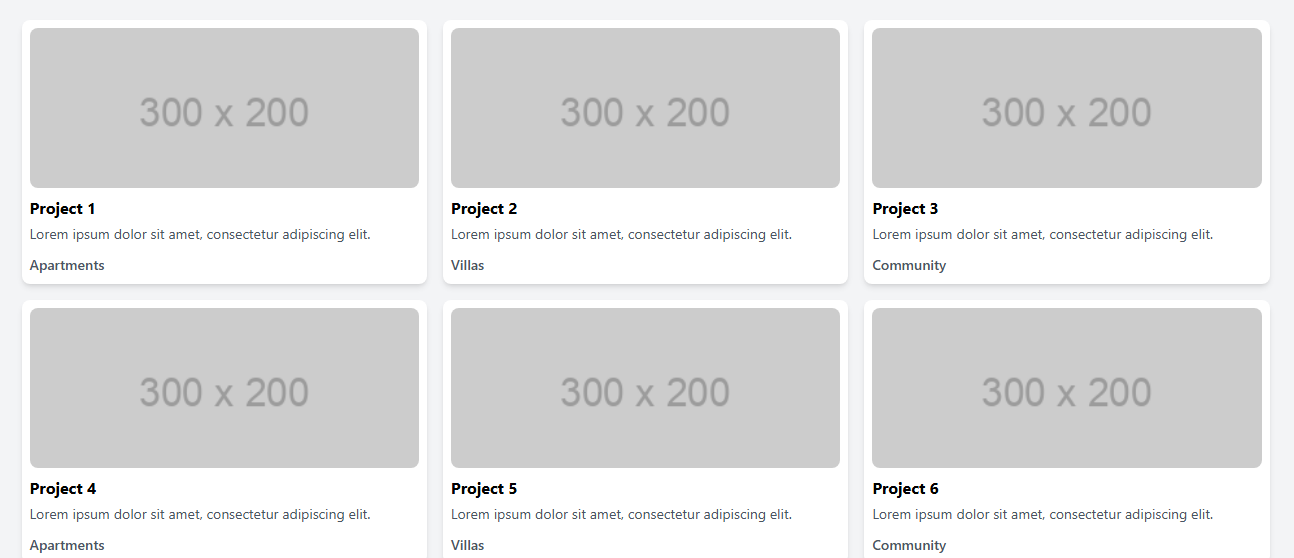 300 x 200
300 x 200
300 x 200
Project 1
Lorem ipsum dolor sit amet, consectetur adipiscing elit.
Apartments
Project 2
Lorem ipsum dolor sit amet, consectetur adipiscing elit.
Villas
Project 3
Lorem ipsum dolor sit amet, consectetur adipiscing elit.
Community
300 x 200
300 x 200
300 x 200
Project 4
Lorem ipsum dolor sit amet, consectetur adipiscing elit.
Apartments
Project 5
Lorem ipsum dolor sit amet, consectetur adipiscing elit.
Villas
Project 6
Lorem ipsum dolor sit amet, consectetur adipiscing elit.
Community